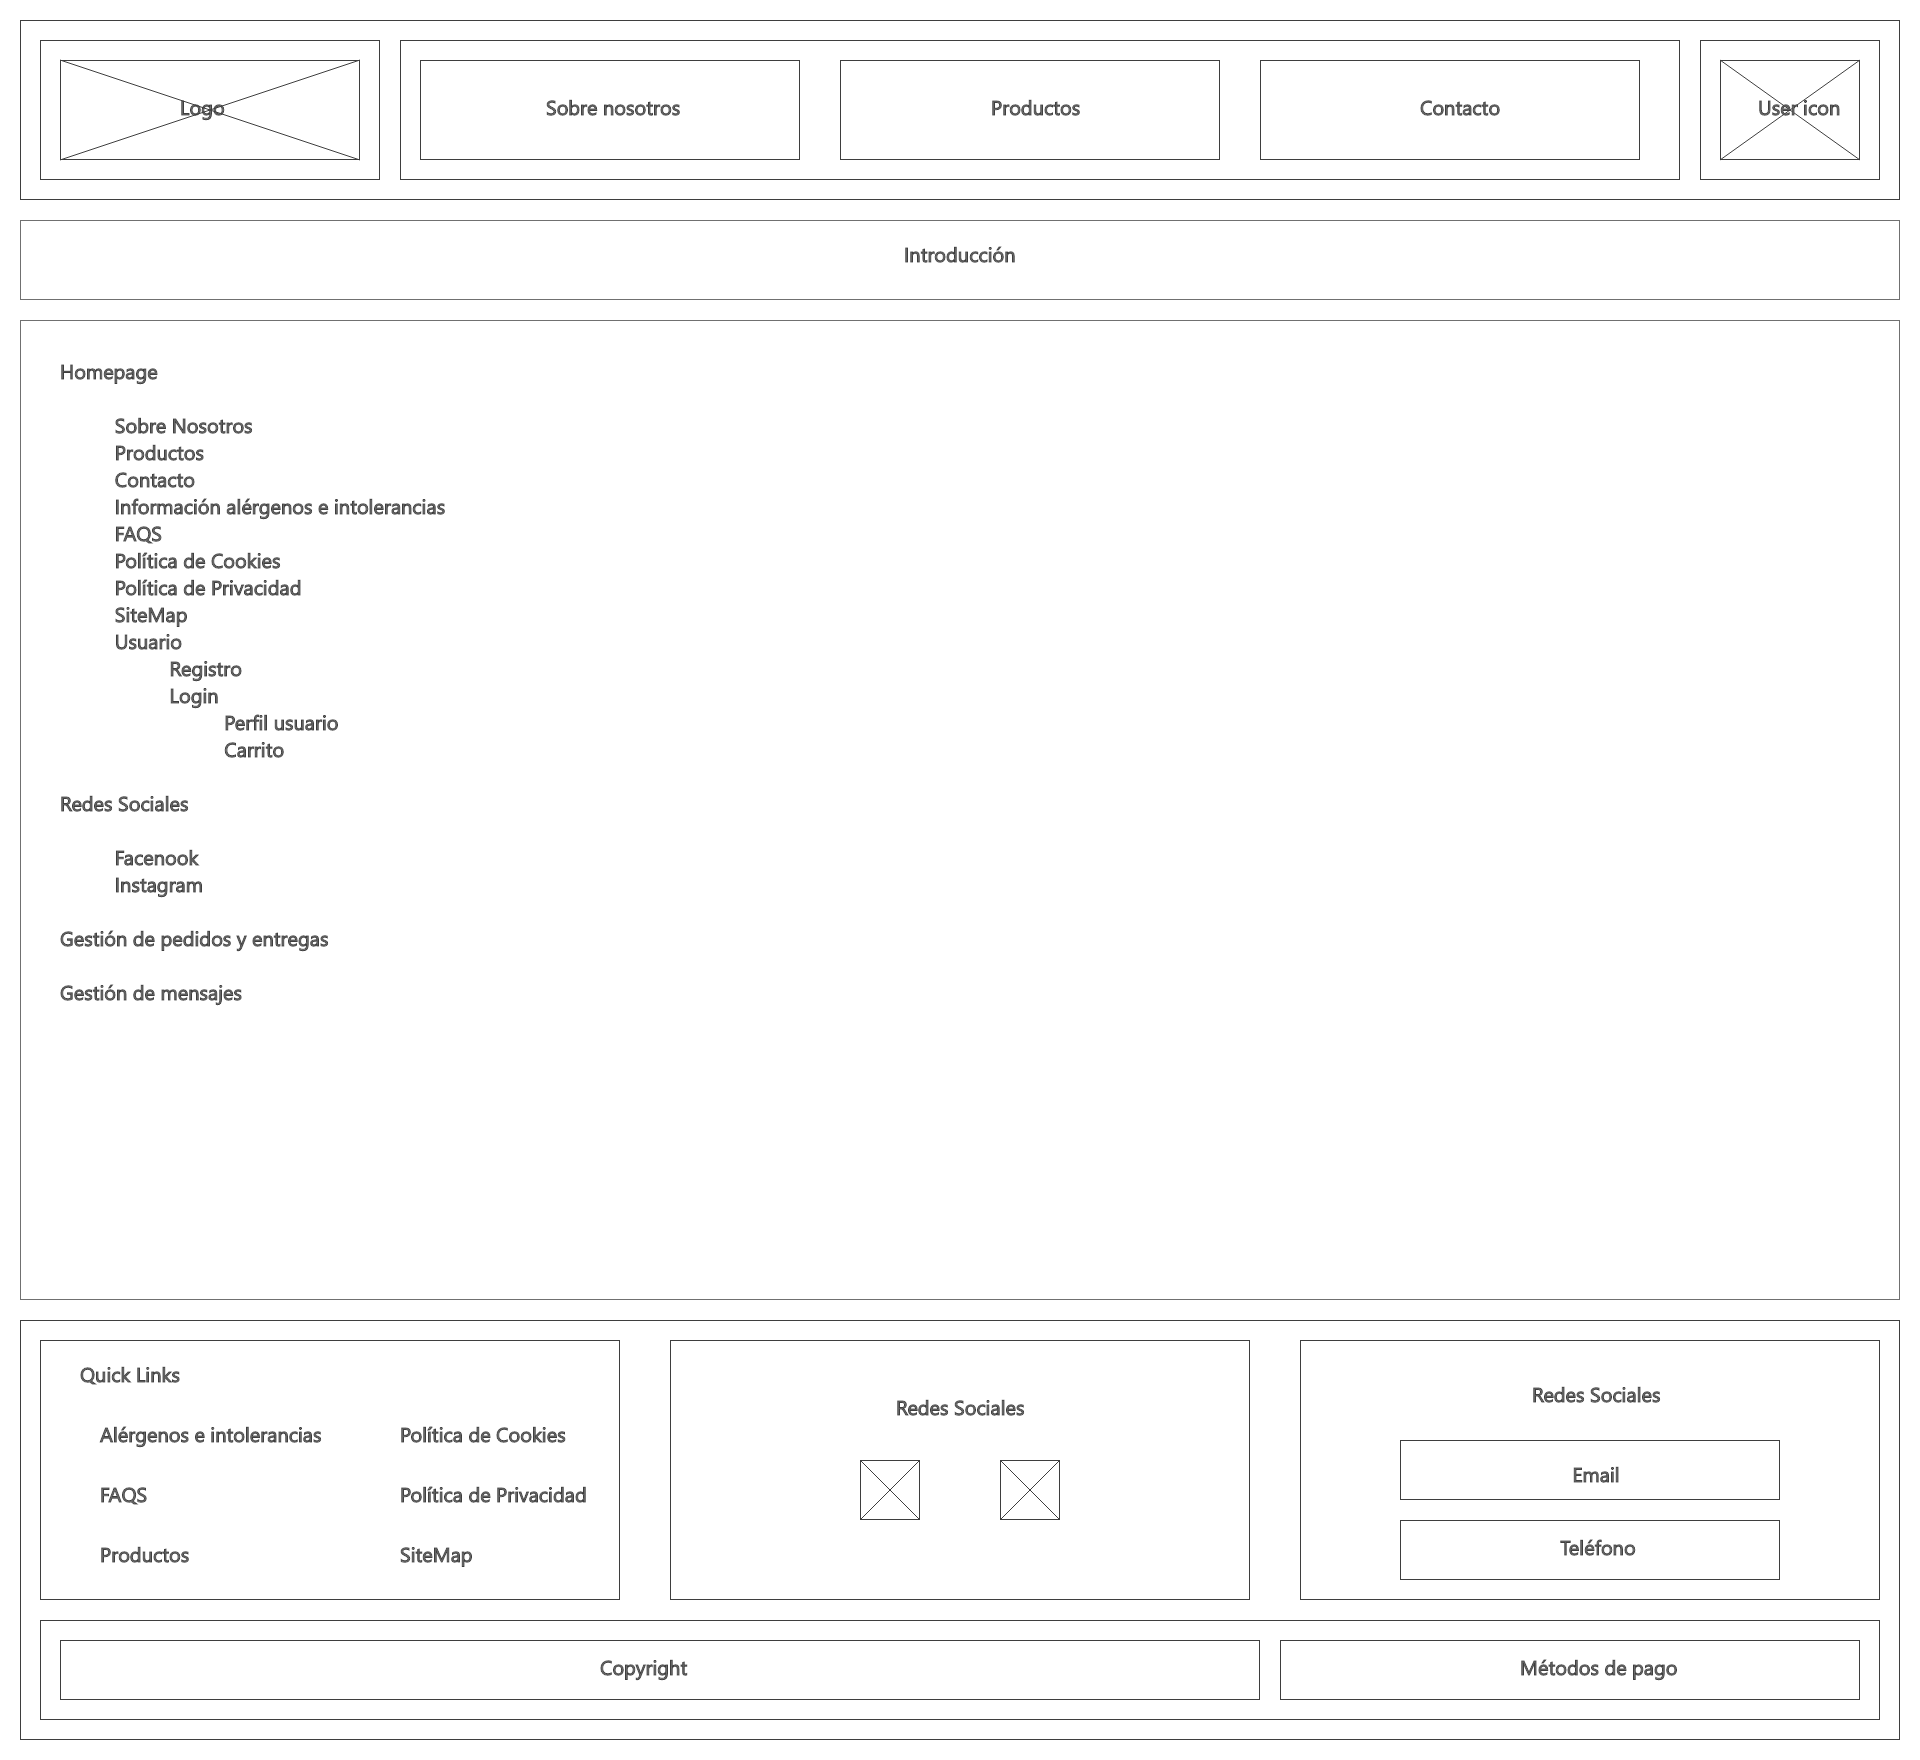 Logo
Sobre nosotros
Productos
Contacto
User icon
Introducción
Homepage
Sobre Nosotros
Productos
Contacto
Información alérgenos e intolerancias
FAQS
Política de Cookies
Política de Privacidad
SiteMap
Usuario
Registro
Login
Perfil usuario
Carrito
Redes Sociales
Facenook
Instagram
Gestión de pedidos y entregas
Gestión de mensajes
Quick Links
Alérgenos e intolerancias
Política de Cookies
FAQS
Política de Privacidad
Productos
SiteMap
Redes Sociales
Redes Sociales
Email
Teléfono
Copyright
Métodos de pago